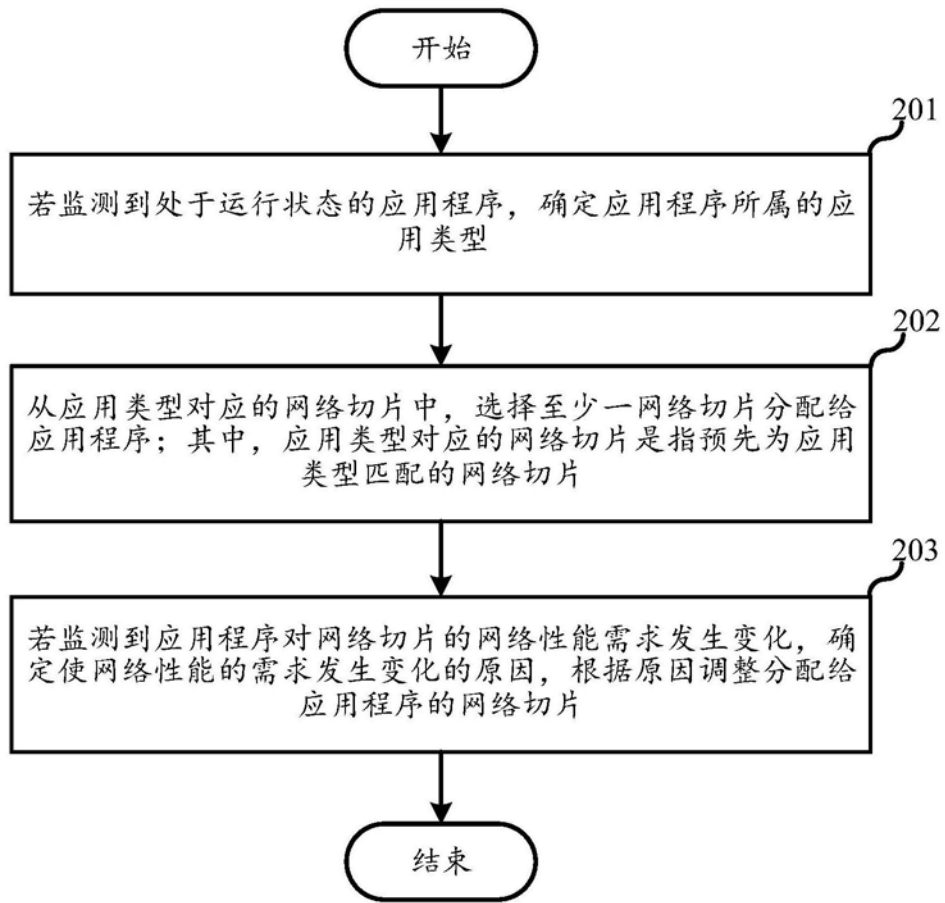 开始
201
若监测到处于运行状态的应用程序，确定应用程序所属的应
用类型
202
从应用类型对应的网络切片中，选择至少一网络切片分配给
应用程序；其中，应用类型对应的网络切片是指预先为应用
类型匹配的网络切片
203
若监测到应用程序对网络切片的网络性能需求发生变化，确
定使网络性能的需求发生变化的原因，根据原因调整分配给
应用程序的网络切片
结束